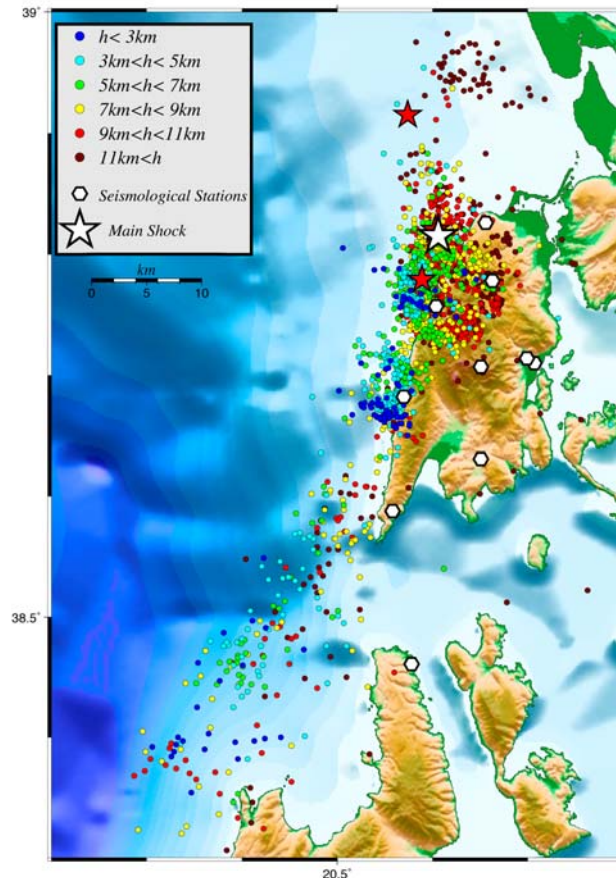 39°
h< 3km
3km<h< 5km
5km<h< 7km
7km<h< 9km
9km<h<11km
11km<h
Seismological Stations
Main Shock
km
0 5 10
38.5°
20.5°